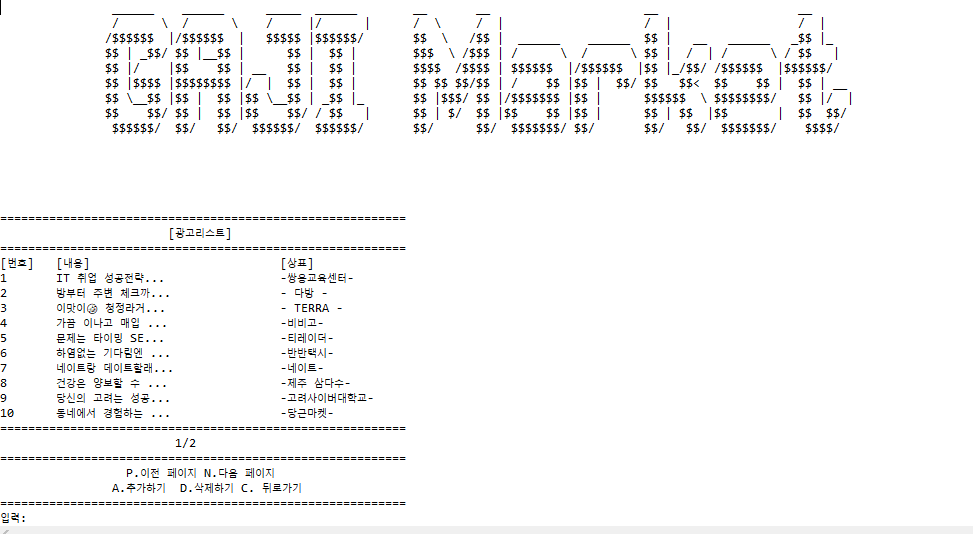 GAJI Market
======================================================
[광고리스트]
======================================================
[번호] [내용] [상표]
1 IT 취업 성공전략... -쌍용교육센터-
2 방부터 주변 체크까... - 다방 -
3 이맛이 청정라거... - TERRA -
4 가끔 이나고 매입 ... -비비고-
5 문제는 타이밍 SE... -티레이더-
6 하염없는 기다림엔 ... -반반택시-
7 네이트랑 데이트할래... -네이트-
8 건강은 양보할 수 ... -제주 삼다수-
9 당신의 고려는 성공... -고려사이버대학교-
10 동네에서 경험하는 ... -당근마켓-
======================================================
1/2
======================================================
P.이전 페이지 N.다음 페이지
A.추가하기 D.삭제하기 C. 뒤로가기
======================================================
입력: